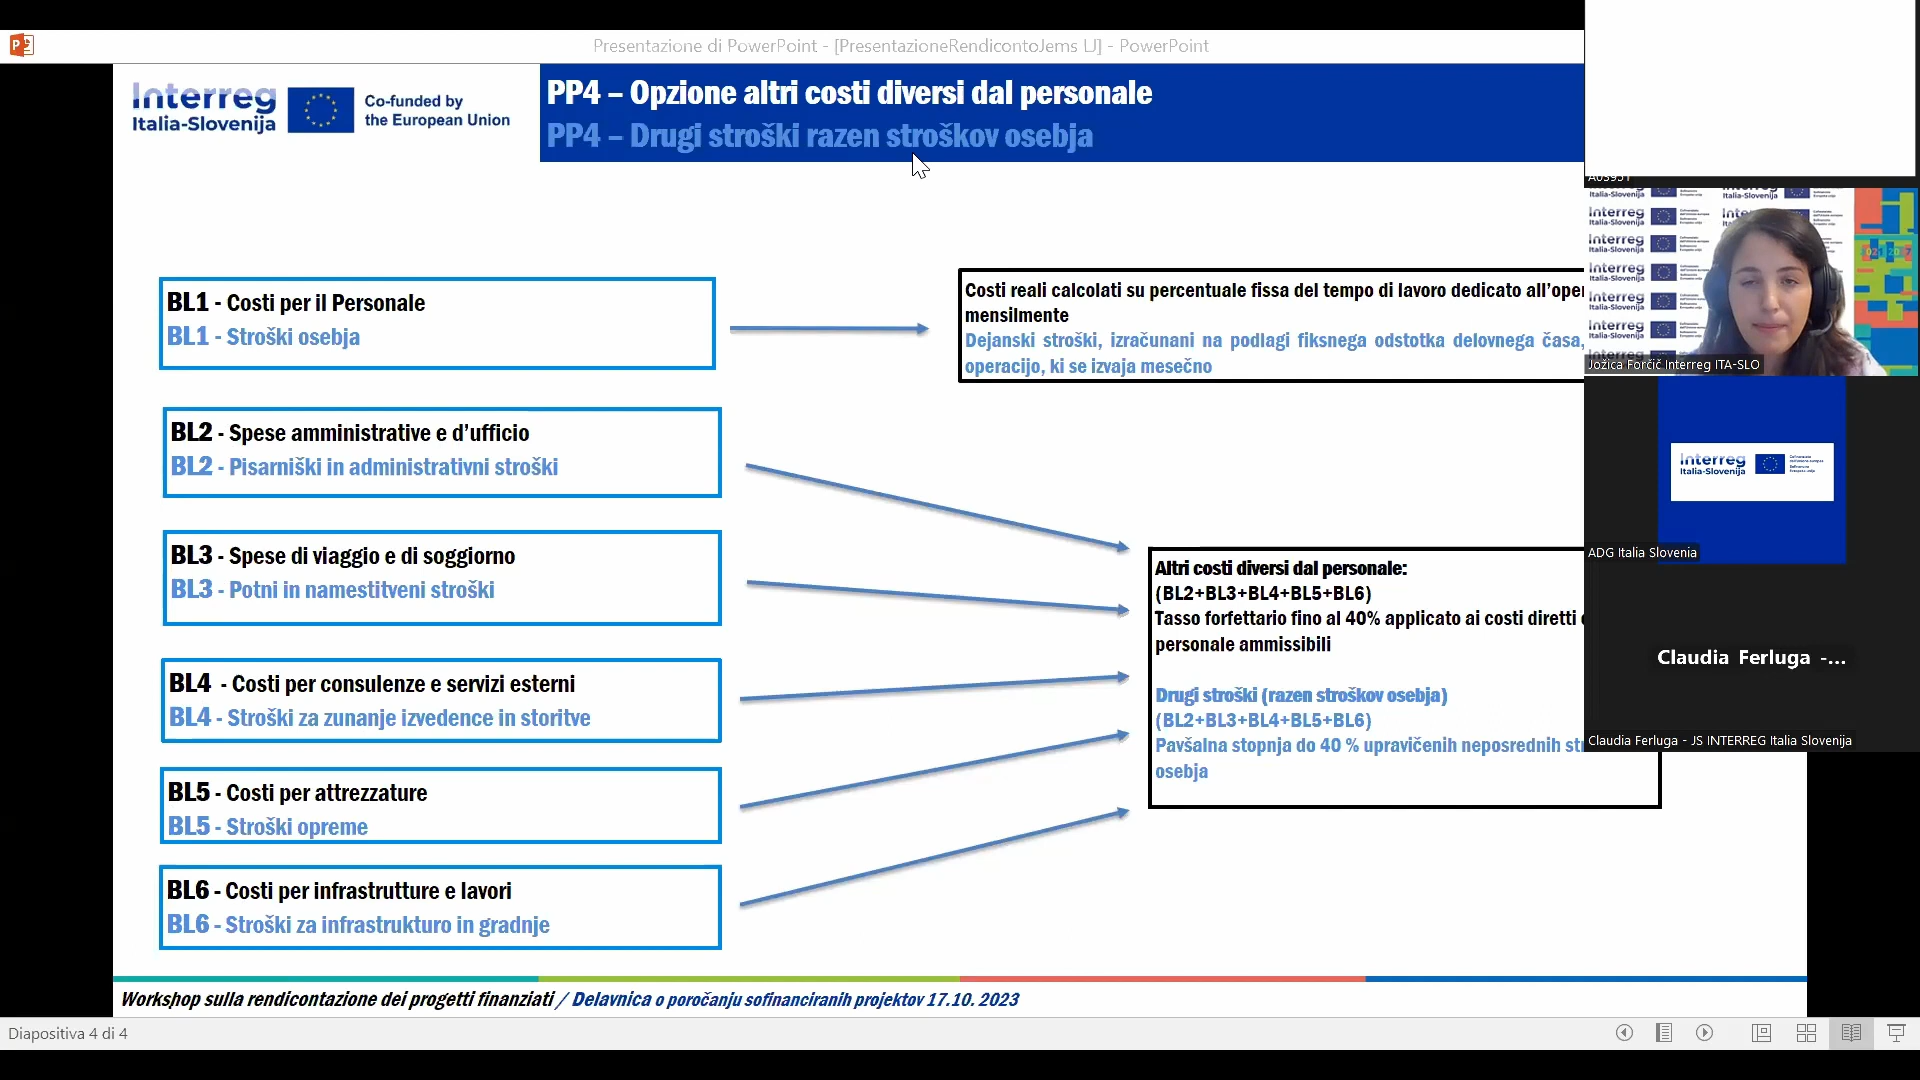 Presentazione di PowerPoint - [PresentazioneRendicontoJems LJ] - PowerPoint
Interreg
Italia-Slovenija
Co-funded by
the European Union
PP4 – Opzione altri costi diversi dal personale
PP4 – Drugi stroški razen stroškov osebja
BL1 - Costi per il Personale
BL1 - Stroški osebja
Costi reali calcolati su percentuale fissa del tempo di lavoro dedicato all’ope
mensilmente
Dejanski stroški, izračunani na podlagi fiksnega odstotka delovnega časa,
operacijo, ki se izvaja mesečno
BL2 - Spese amministrative e d’ufficio
BL2 - Pisarniški in administrativni stroški
BL3 - Spese di viaggio e di soggiorno
BL3 - Potni in namestitveni stroški
BL4 - Costi per consulenze e servizi esterni
BL4 - Stroški za zunanje izvedence in storitve
BL5 - Costi per attrezzature
BL5 - Stroški opreme
BL6 - Costi per infrastrutture e lavori
BL6 - Stroški za infrastrukturo in gradnje
Altri costi diversi dal personale:
(BL2+BL3+BL4+BL5+BL6)
Tasso forfettario fino al 40% applicato ai costi diretti
personale ammissibili
Drugi stroški (razen stroškov osebja)
(BL2+BL3+BL4+BL5+BL6)
Pavšalna stopnja do 40 % upravičenih neposrednih st
osebja
Workshop sulla rendicontazione dei progetti finanziati / Delavnica o poročanju sofinanciranih projektov 17.10. 2023
Diapositiva 4 di 4
Jožica Forčič Interreg ITA-SLO
Interreg
Italia-Slovenija
ADG Italia Slovenia
Claudia Ferluga -...
Claudia Ferluga - JS INTERREG Italia Slovenija